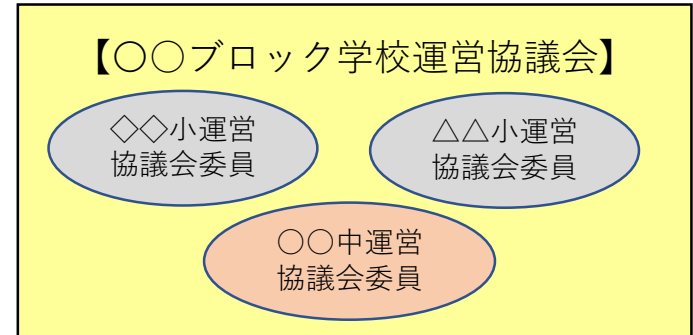 【〇○ブロック学校運営協議会】
◇◇小運営
協議会委員
△△小運営
協議会委員
〇○中運営
協議会委員